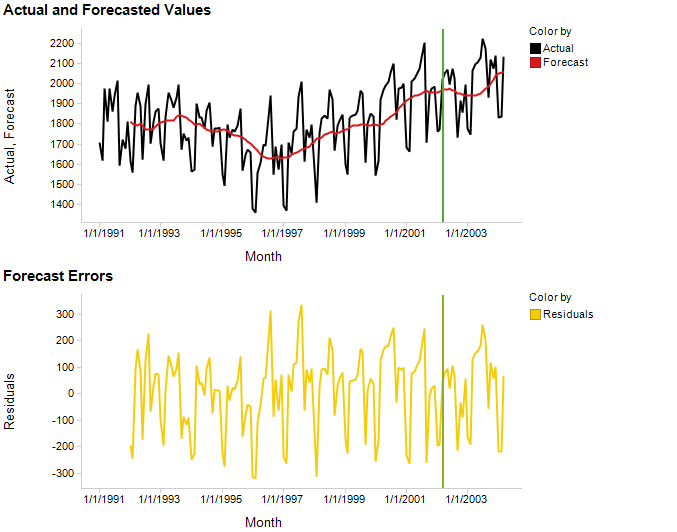 Actual and Forecasted Values
Color by
Actual
Forecast
2200
2100
2000
1900
1800
1700
1600
1500
1400
Actual, Forecast
1/1/1991 1/1/1993 1/1/1995 1/1/1997 1/1/1999 1/1/2001 1/1/2003
Month
Forecast Errors
Color by
Residuals
300
200
100
-0
-100
-200
-300
Residuals
1/1/1991 1/1/1993 1/1/1995 1/1/1997 1/1/1999 1/1/2001 1/1/2003
Month